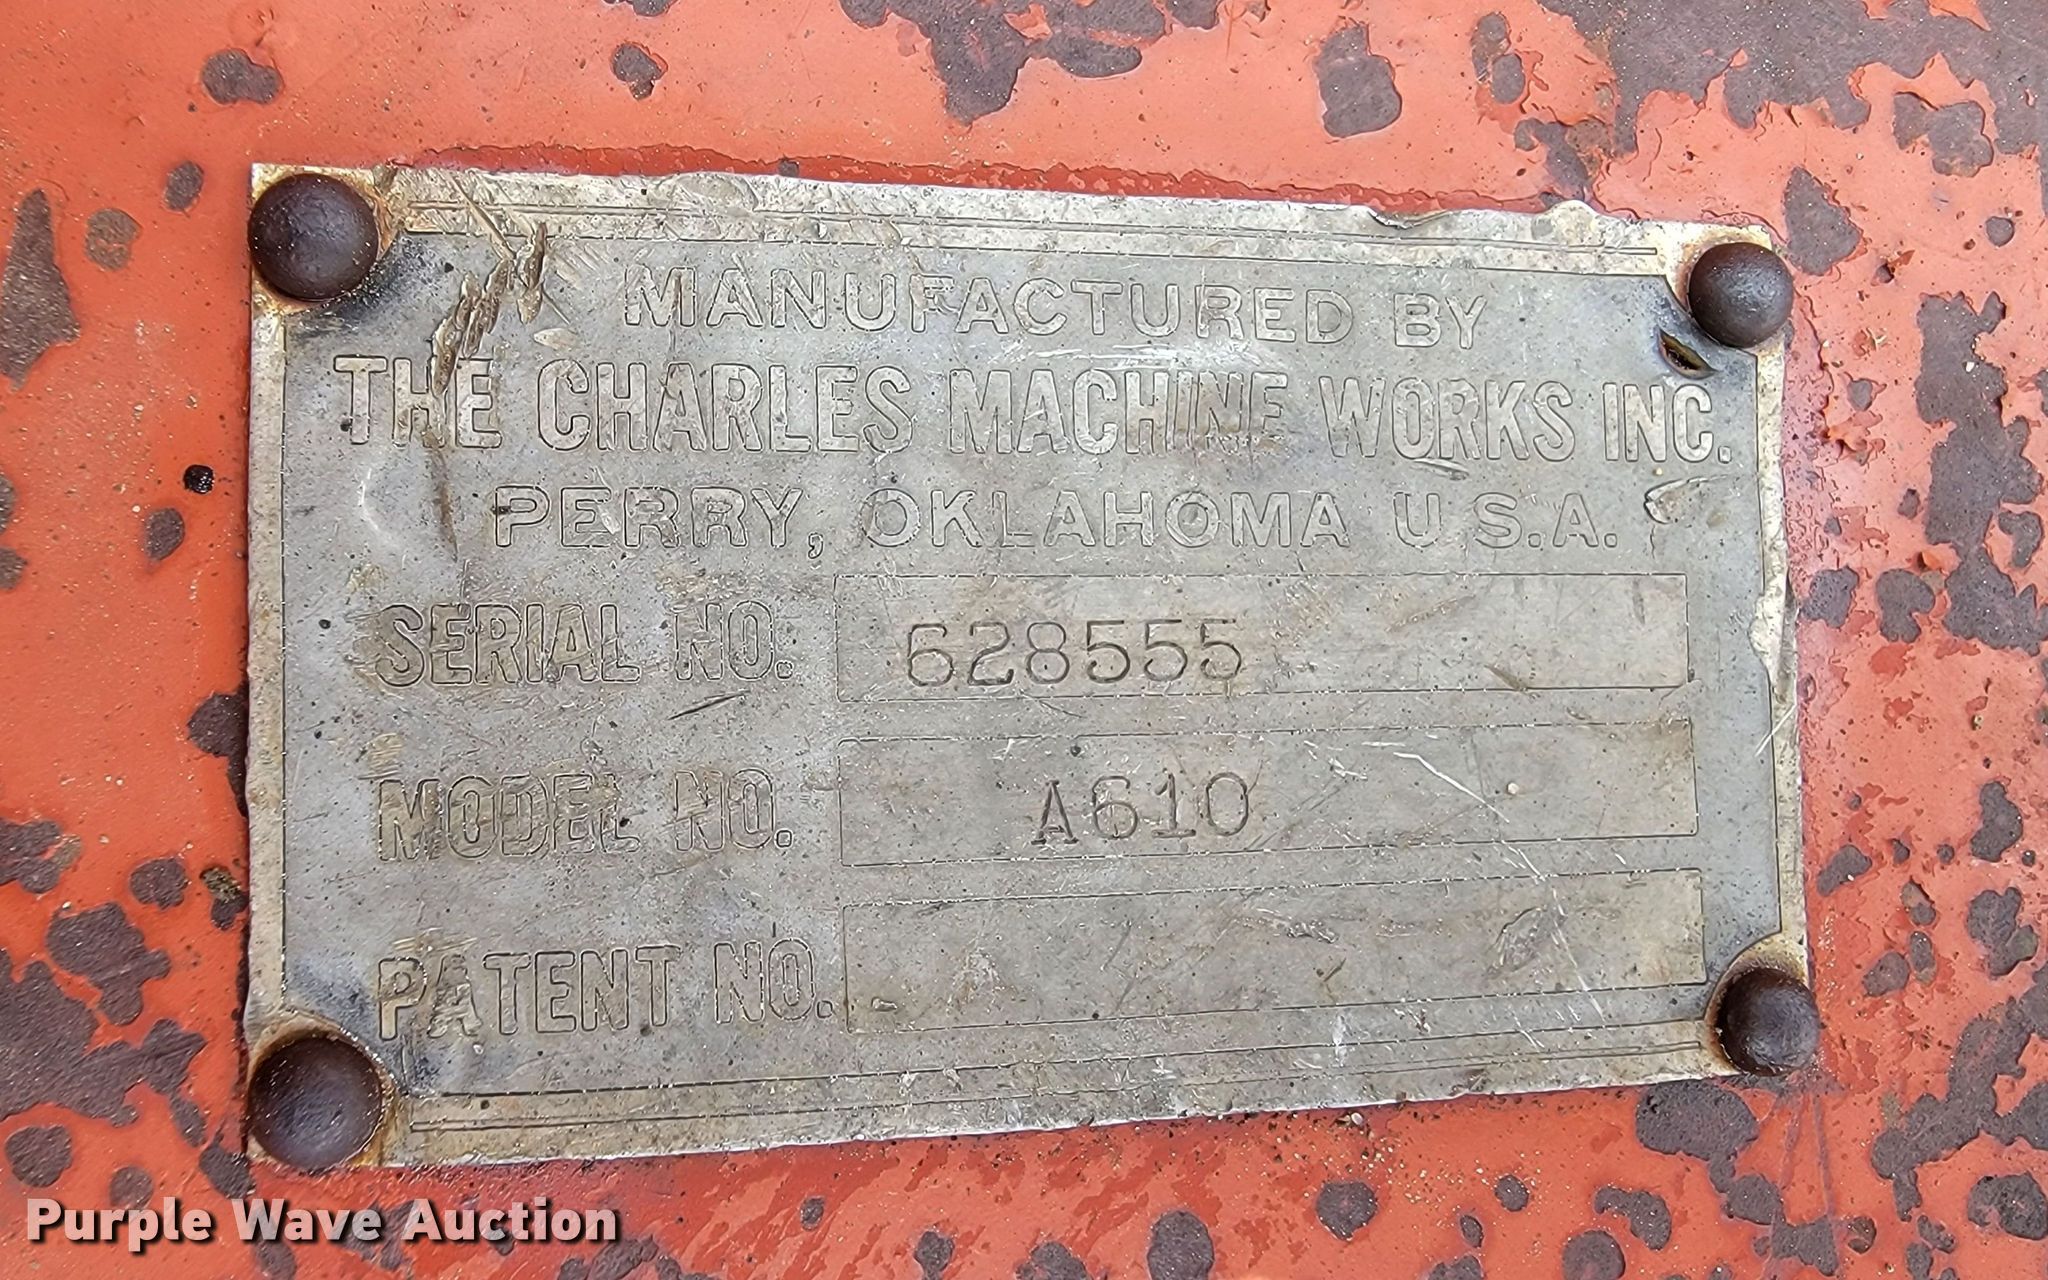 MANUFACTURED BY
THE CHARLES MACHINE WORKS INC.
PERRY, OKLAHOMA U.S.A.
SERIAL NO. 628555
MODEL NO. A610
PATENT NO.
Purple Wave Auction